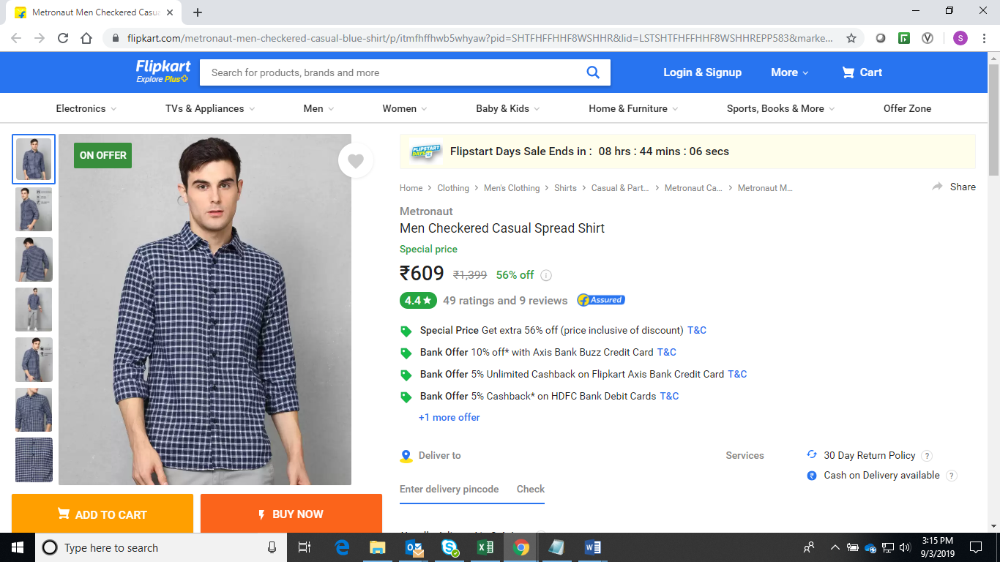 Metronaut Men Checkered Casua
flipkart.com/metronaut-men-checkered-casual-blue-shirt/p/itmfhffhwb5whyaw?pid=SHTFHFFHHF8WSHHR&lid=LSTSHTFHFFHHF8WSHHREPP583&marke...
S
Flipkart
Explore Plus
Search for products, brands and more
Login & Signup
More
Cart
Electronics
TVs & Appliances
Men
Women
Baby & Kids
Home & Furniture
Sports, Books & More
Offer Zone
ON OFFER
FLIPSTART DAYS
Flipstart Days Sale Ends in : 08 hrs : 44 mins : 06 secs
Home > Clothing > Men's Clothing > Shirts > Casual & Part... > Metronaut Ca... > Metronaut M...
Share
Metronaut
Men Checkered Casual Spread Shirt
Special price
₹609 ₹1,399 56% off
4.4★ 49 ratings and 9 reviews Assured
Special Price Get extra 56% off (price inclusive of discount) T&C
Bank Offer 10% off* with Axis Bank Buzz Credit Card T&C
Bank Offer 5% Unlimited Cashback on Flipkart Axis Bank Credit Card T&C
Bank Offer 5% Cashback* on HDFC Bank Debit Cards T&C
+1 more offer
Deliver to
Enter delivery pincode Check
Services
30 Day Return Policy ?
Cash on Delivery available ?
ADD TO CART
BUY NOW
Type here to search
3:15 PM
9/3/2019